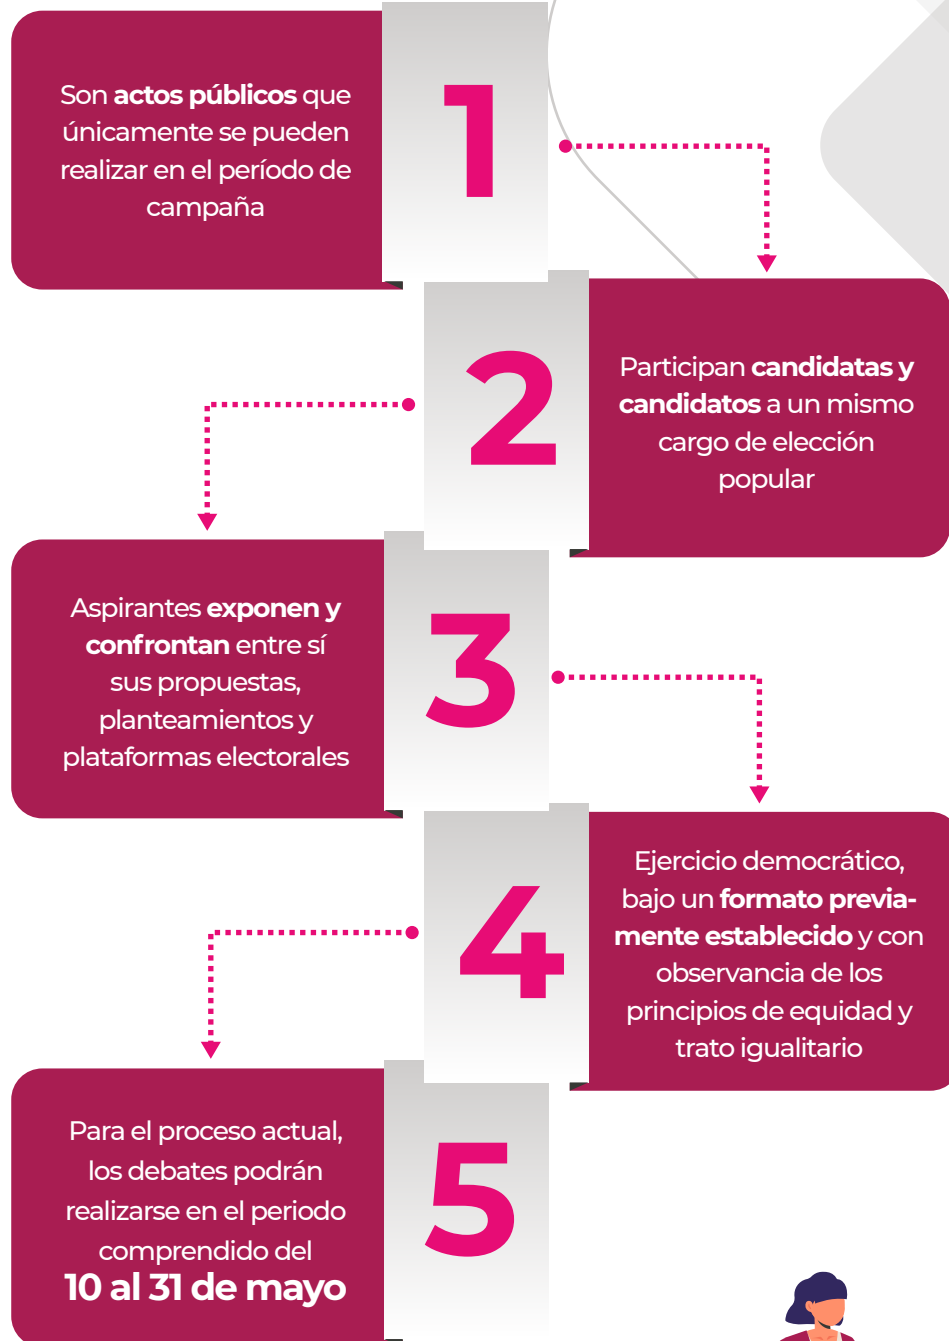 Son actos públicos que
únicamente se pueden
realizar en el período de
campaña
1
2
Participan candidatas y
candidatos a un mismo
cargo de elección
popular
Aspirantes exponen y
confrontan entre sí
sus propuestas,
planteamientos y
plataformas electorales
3
4
Ejercicio democrático,
bajo un formato previa-
mente establecido y con
observancia de los
principios de equidad y
trato igualitario
Para el proceso actual,
los debates podrán
realizarse en el periodo
comprendido del
10 al 31 de mayo
5